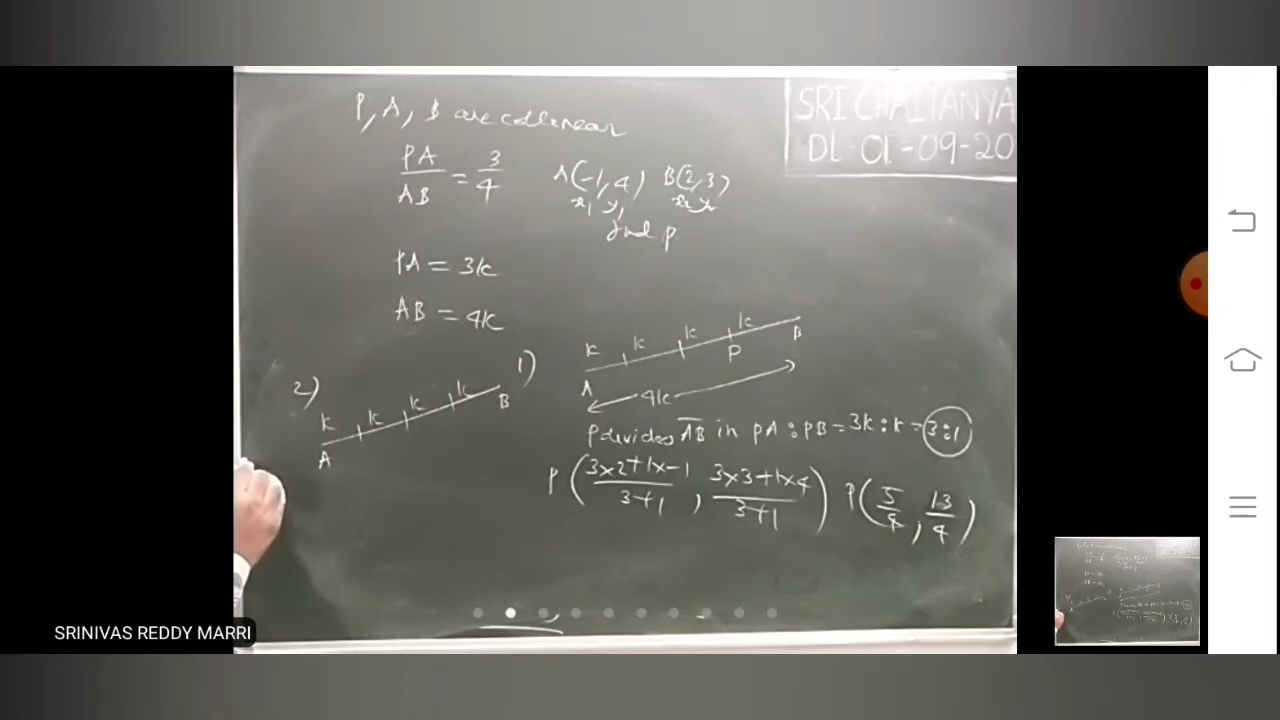 P, A, B are collinear
SRI CHAITANYA
DL 01-09-20
PA/AB = 3/4
A(-1,4) B(2,3)
x₁ y₁ x₂ y₂
find p.
PA = 3k
AB = 4k
1)
k k k k
A P B
4k
2)
k k k k
A B
P divides AB in PA : PB = 3k : k = 3:1
P(3×2+1×-1/3+1, 3×3+1×4/3+1) P(5/4, 13/4)
SRINIVAS REDDY MARRI